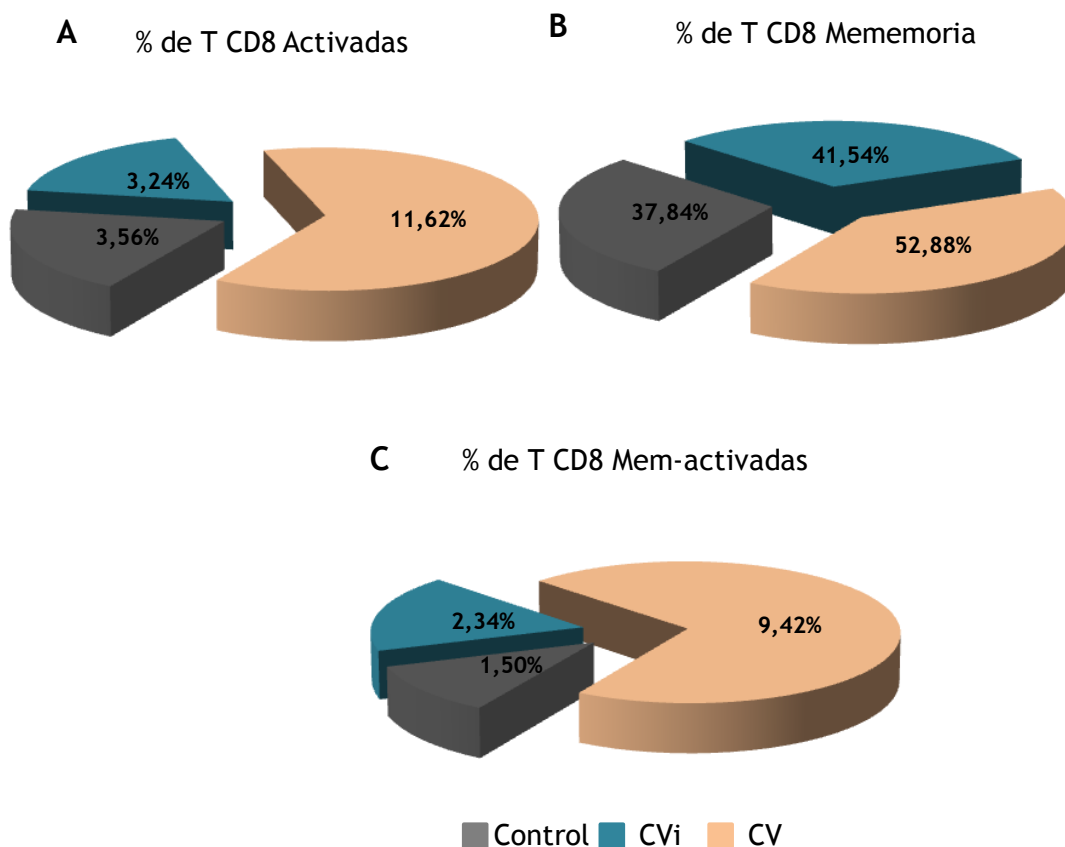 A
% de T CD8 Activadas
3,24%
3,56%
11,62%
B
% de T CD8 Mememoria
41,54%
37,84%
52,88%
C
% de T CD8 Mem-activadas
2,34%
1,50%
9,42%
Control
CVi
CV